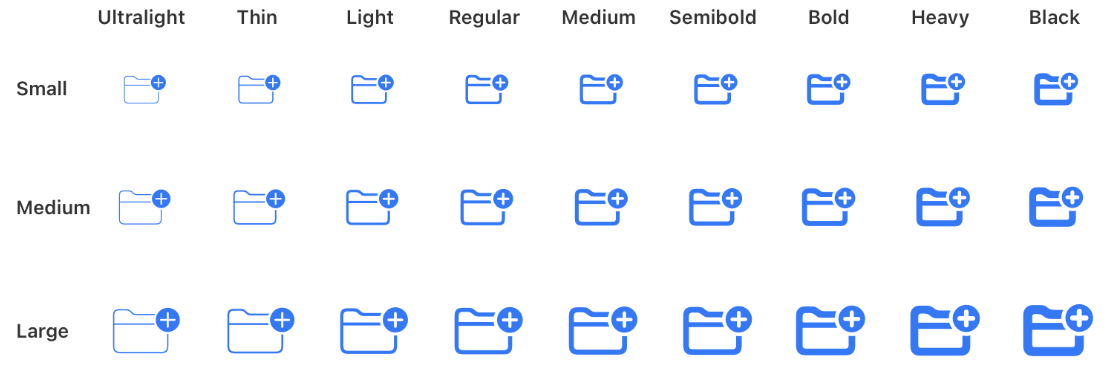 Ultralight Thin Light Regular Medium Semibold Bold Heavy Black
Small
Medium
Large